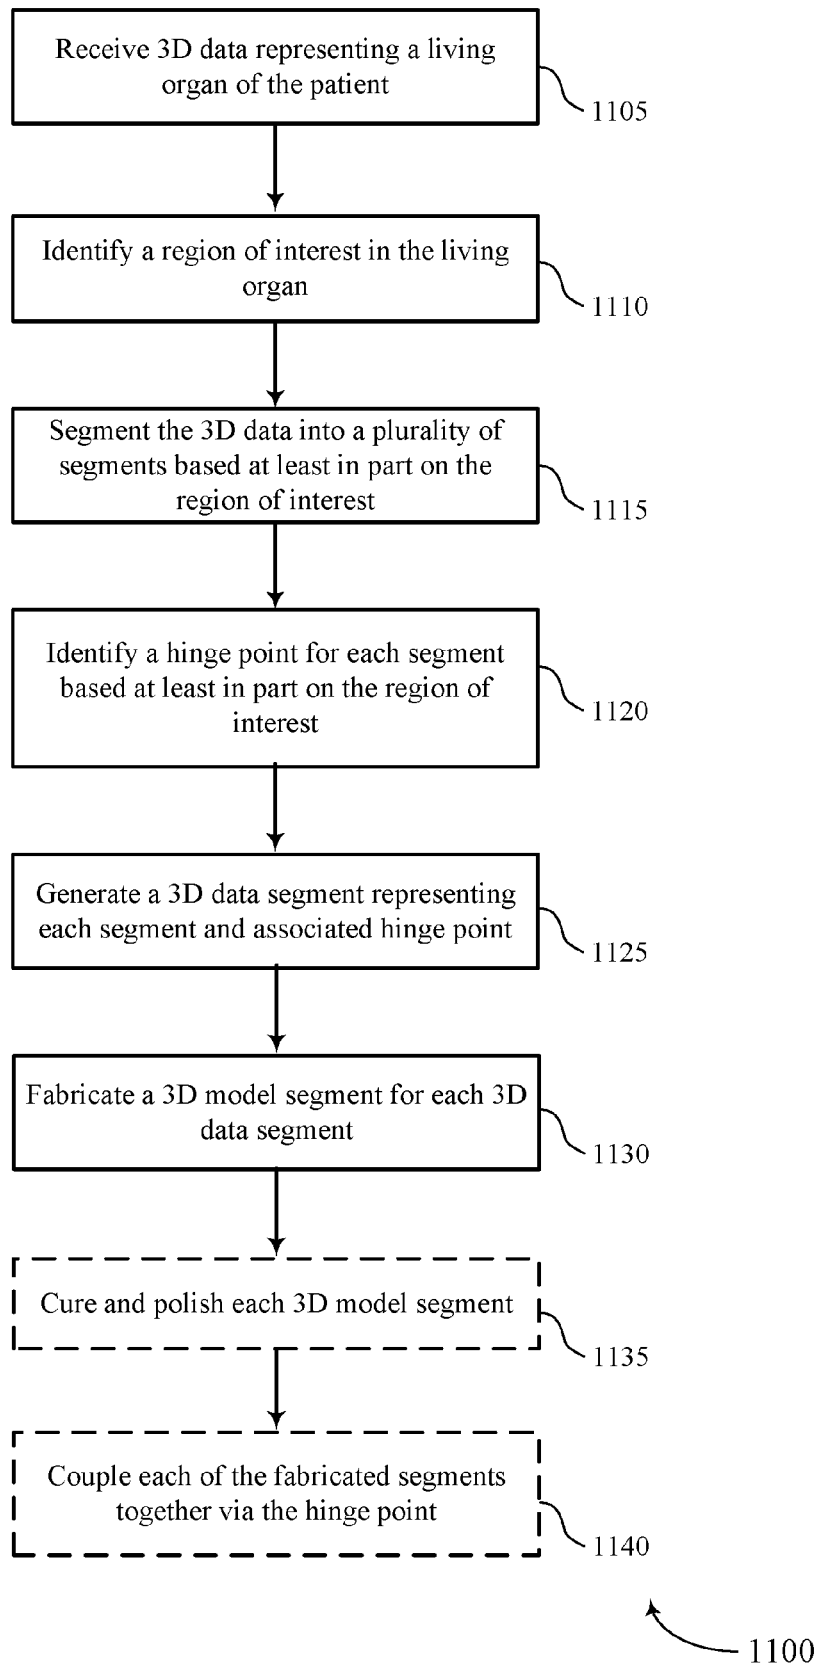 Receive 3D data representing a living
organ of the patient
1105
Identify a region of interest in the living
organ
1110
Segment the 3D data into a plurality of
segments based at least in part on the
region of interest
1115
Identify a hinge point for each segment
based at least in part on the region of
interest
1120
Generate a 3D data segment representing
each segment and associated hinge point
1125
Fabricate a 3D model segment for each 3D
data segment
1130
Cure and polish each 3D model segment
1135
Couple each of the fabricated segments
together via the hinge point
1140
1100